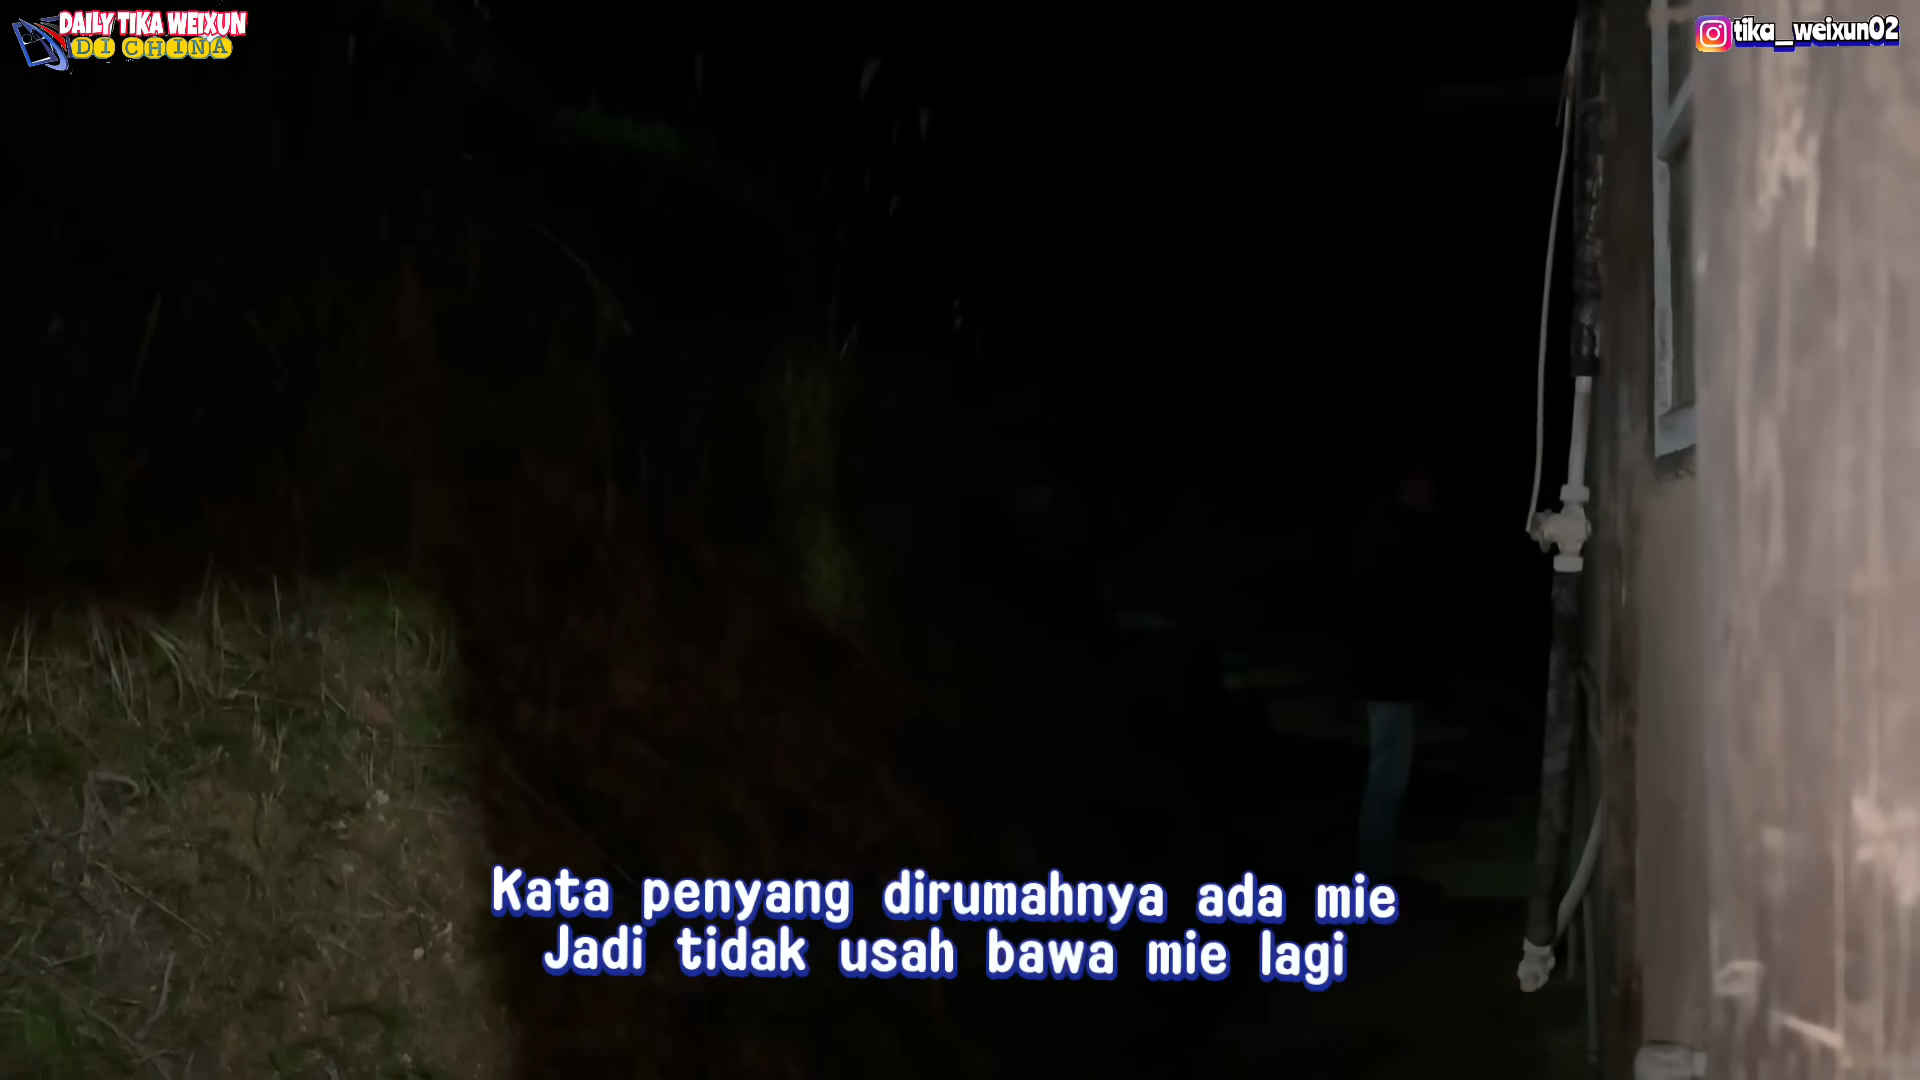 DAILY TIKA WEIXUN
DI CHINA
tika_weixun02
Kata penyang dirumahnya ada mie
Jadi tidak usah bawa mie lagi